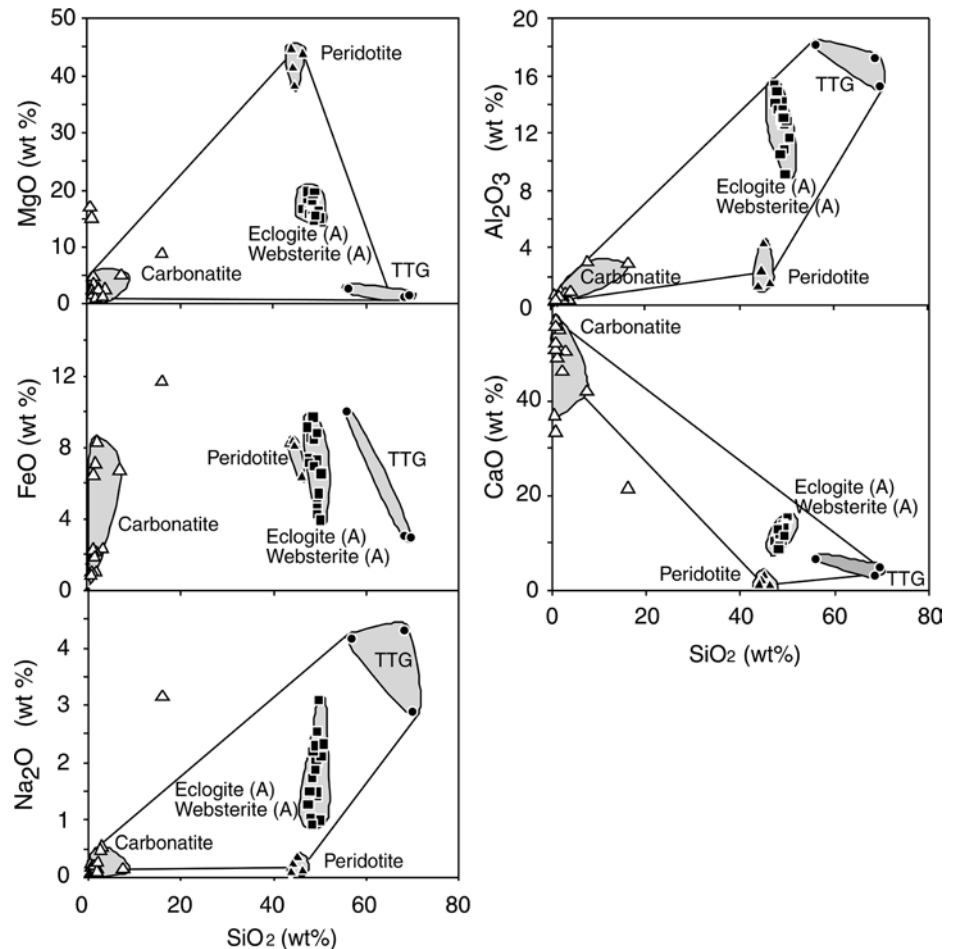 50
40
30
20
10
0
MgO (wt %)
Peridotite
Eclogite (A)
Websterite (A)
Carbonatite
TTG
12
8
4
0
FeO (wt %)
Peridotite
TTG
Carbonatite
Eclogite (A)
Websterite (A)
4
3
2
1
0
Na2O (wt %)
TTG
Eclogite (A)
Websterite (A)
Carbonatite
Peridotite
0 20 40 60 80
SiO2 (wt%)
20
16
12
8
4
0
Al2O3 (wt %)
TTG
Eclogite (A)
Websterite (A)
Carbonatite
Peridotite
40
20
0
CaO (wt %)
Carbonatite
Eclogite (A)
Websterite (A)
Peridotite
TTG
0 20 40 60 80
SiO2 (wt%)